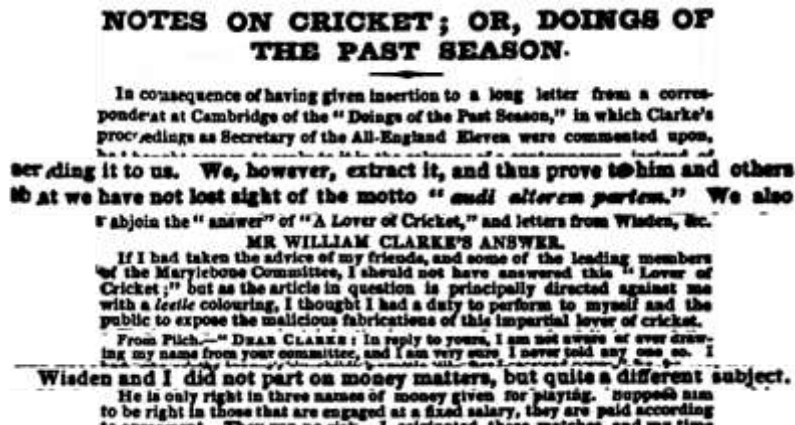 NOTES ON CRICKET; OR, DOINGS OF
THE PAST SEASON.
In consequence of having given insertion to a long letter from a corres-
pondent at Cambridge of the "Doings of the Past Season," in which Clarke's
proceedings as Secretary of the All-England Eleven were commented upon,
ding it to us. We, however, extract it, and thus prove to him and others
at we have not lost sight of the motto "audi alterem partem." We also
abjoin the "answer" of "A Lover of Cricket," and letters from Wisden, &c.
MR WILLIAM CLARKE'S ANSWER.
If I had taken the advice of my friends, and some of the leading members
of the Marylebone Committee, I should not have answered this "Lover of
Cricket;" but as the article in question is principally directed against me
with a leetle colouring, I thought I had a duty to perform to myself and the
public to expose the malicious fabrications of this impartial lover of cricket.
From Pilch.—"DEAR CLARKE: In reply to yours, I am not aware of ever draw-
ing my name from your committee, and I am very sure I never told any one so. I
Wisden and I did not part on money matters, but quite a different subject.
He is only right in three names of money given for playing. Suppose him
to be right in those that are engaged at a fixed salary, they are paid according